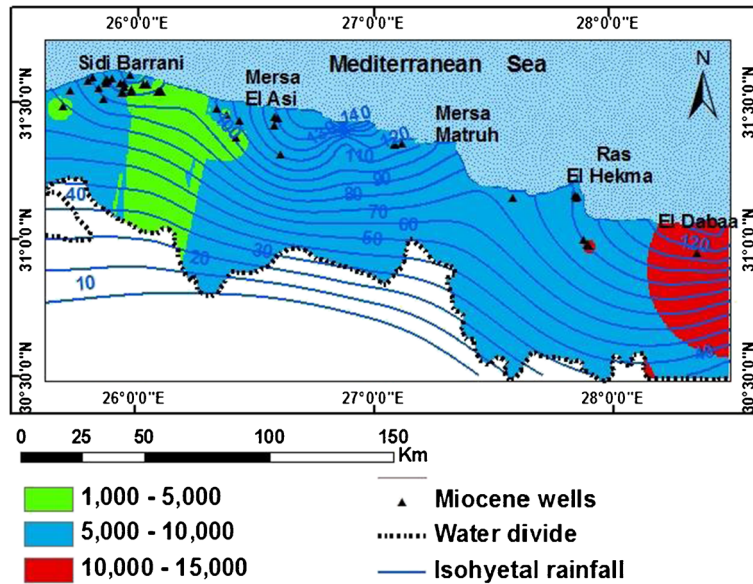 26°0'0"E 27°0'0"E 28°0'0"E
Sidi Barrani
Mediterranean Sea
N
Mersa
El Asi
31°30'0"N
31°30'0"N
140
120
Mersa
Matruh
110
Ras
El Hekma
90
40
80
70
El Dabaa
60
50
120
31°0'0"N
31°0'0"N
20
30
10
40
30°30'0"N
30°30'0"N
26°0'0"E 27°0'0"E 28°0'0"E
0 25 50 100 150
Km
1,000 - 5,000
5,000 - 10,000
10,000 - 15,000
Miocene wells
Water divide
Isohyetal rainfall